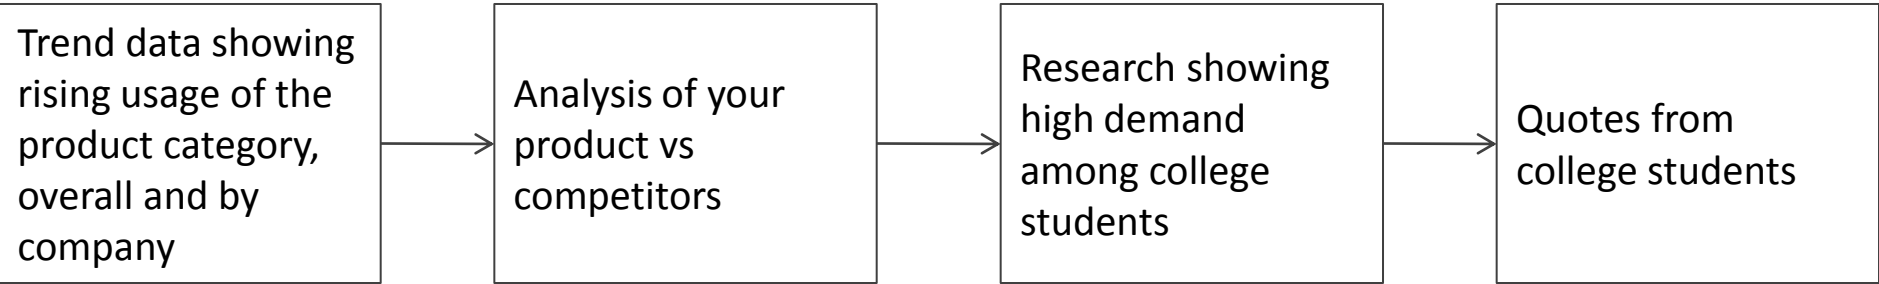 Trend data showing
rising usage of the
product category,
overall and by
company
Analysis of your
product vs
competitors
Research showing
high demand
among college
students
Quotes from
college students